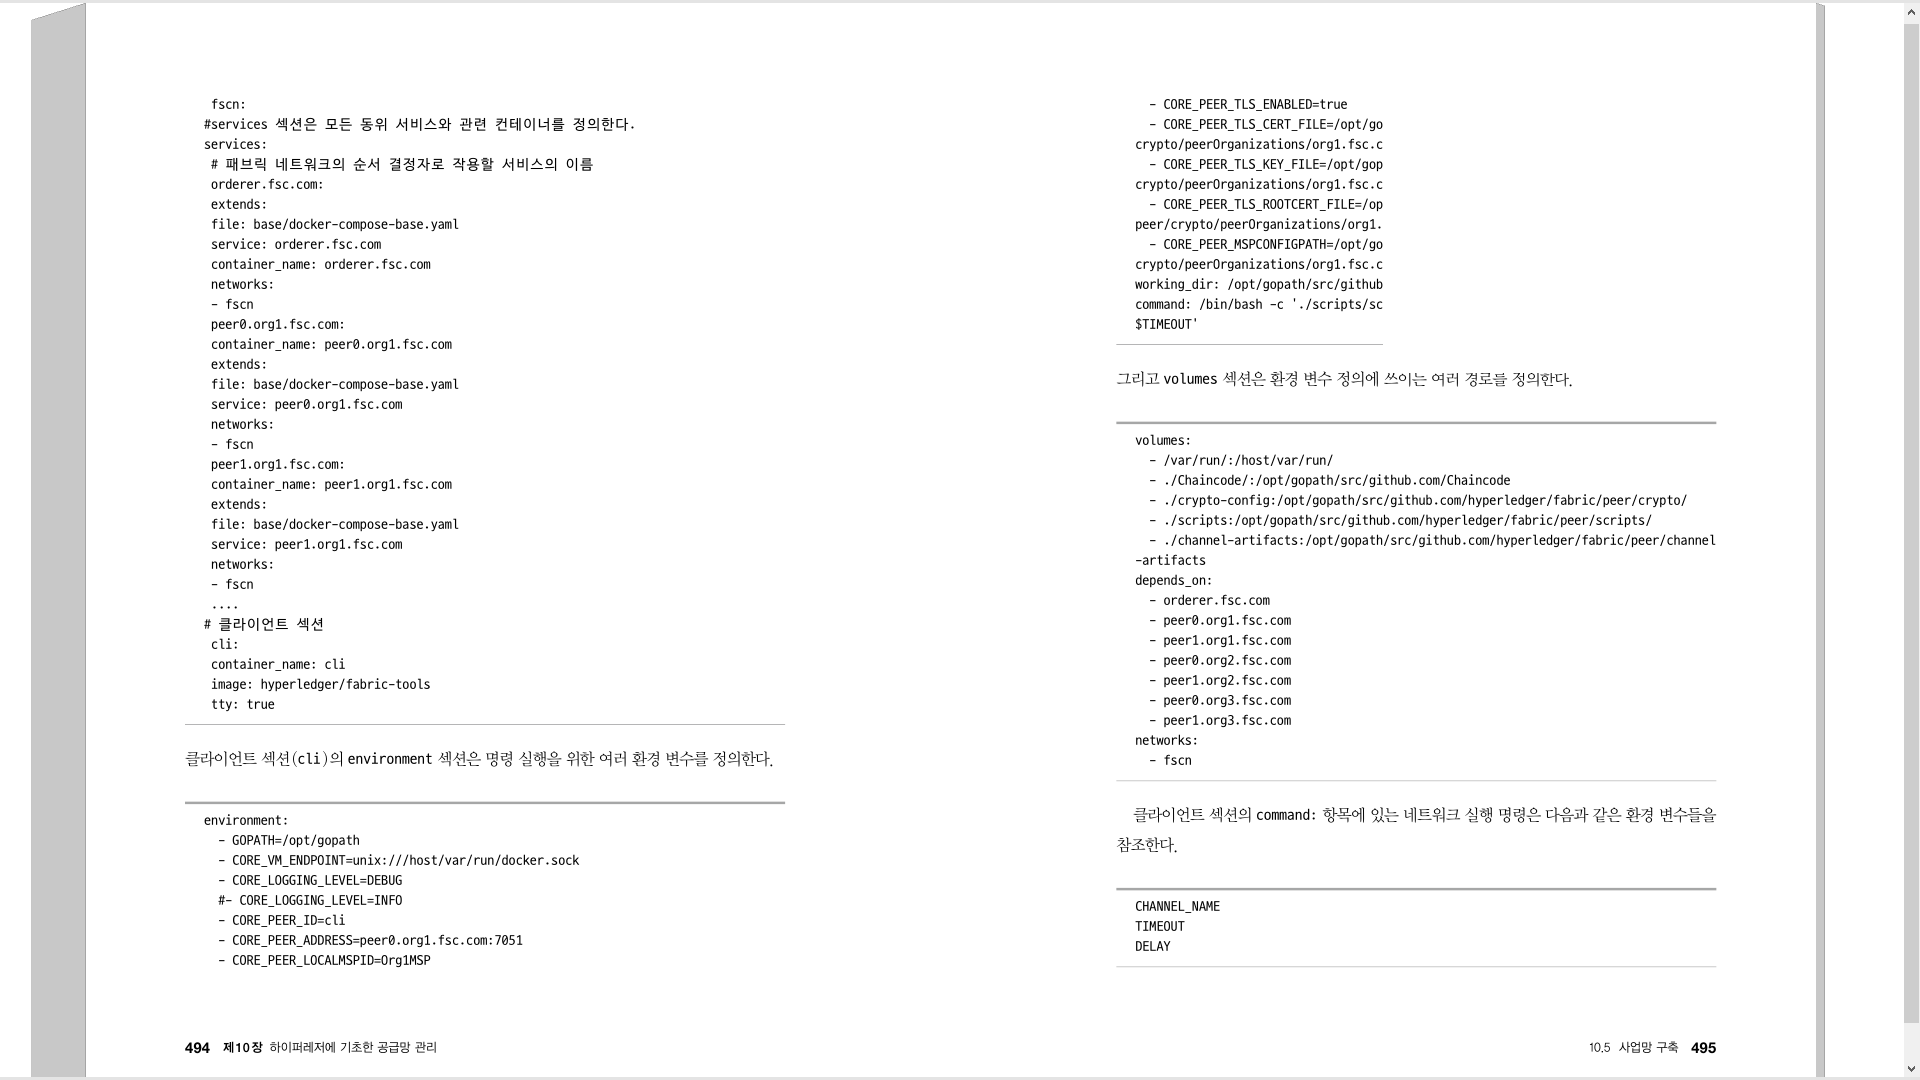 fscn:
#services 섹션은 모든 동위 서비스와 관련 컨테이너를 정의한다.
services:
# 패브릭 네트워크의 순서 결정자로 작용할 서비스의 이름
orderer.fsc.com:
extends:
file: base/docker-compose-base.yaml
service: orderer.fsc.com
container_name: orderer.fsc.com
networks:
- fscn
peer0.org1.fsc.com:
container_name: peer0.org1.fsc.com
extends:
file: base/docker-compose-base.yaml
service: peer0.org1.fsc.com
networks:
- fscn
peer1.org1.fsc.com:
container_name: peer1.org1.fsc.com
extends:
file: base/docker-compose-base.yaml
service: peer1.org1.fsc.com
networks:
- fscn
....
# 클라이언트 섹션
cli:
container_name: cli
image: hyperledger/fabric-tools
tty: true
클라이언트 섹션(cli)의 environment 섹션은 명령 실행을 위한 여러 환경 변수를 정의한다.
environment:
- GOPATH=/opt/gopath
- CORE_VM_ENDPOINT=unix:///host/var/run/docker.sock
- CORE_LOGGING_LEVEL=DEBUG
#- CORE_LOGGING_LEVEL=INFO
- CORE_PEER_ID=cli
- CORE_PEER_ADDRESS=peer0.org1.fsc.com:7051
- CORE_PEER_LOCALMSPID=Org1MSP
494 제10장 하이퍼레저에 기초한 공급망 관리
- CORE_PEER_TLS_ENABLED=true
- CORE_PEER_TLS_CERT_FILE=/opt/go
crypto/peerOrganizations/org1.fsc.c
- CORE_PEER_TLS_KEY_FILE=/opt/gop
crypto/peerOrganizations/org1.fsc.c
- CORE_PEER_TLS_ROOTCERT_FILE=/op
peer/crypto/peerOrganizations/org1.
- CORE_PEER_MSPCONFIGPATH=/opt/go
crypto/peerOrganizations/org1.fsc.c
working_dir: /opt/gopath/src/github
command: /bin/bash -c './scripts/sc
$TIMEOUT'
그리고 volumes 섹션은 환경 변수 정의에 쓰이는 여러 경로를 정의한다.
volumes:
- /var/run/:/host/var/run/
- ./Chaincode/:/opt/gopath/src/github.com/Chaincode
- ./crypto-config:/opt/gopath/src/github.com/hyperledger/fabric/peer/crypto/
- ./scripts:/opt/gopath/src/github.com/hyperledger/fabric/peer/scripts/
- ./channel-artifacts:/opt/gopath/src/github.com/hyperledger/fabric/peer/channel
-artifacts
depends_on:
- orderer.fsc.com
- peer0.org1.fsc.com
- peer1.org1.fsc.com
- peer0.org2.fsc.com
- peer1.org2.fsc.com
- peer0.org3.fsc.com
- peer1.org3.fsc.com
networks:
- fscn
클라이언트 섹션의 command: 항목에 있는 네트워크 실행 명령은 다음과 같은 환경 변수들을
참조한다.
CHANNEL_NAME
TIMEOUT
DELAY
10.5 사업망 구축 495